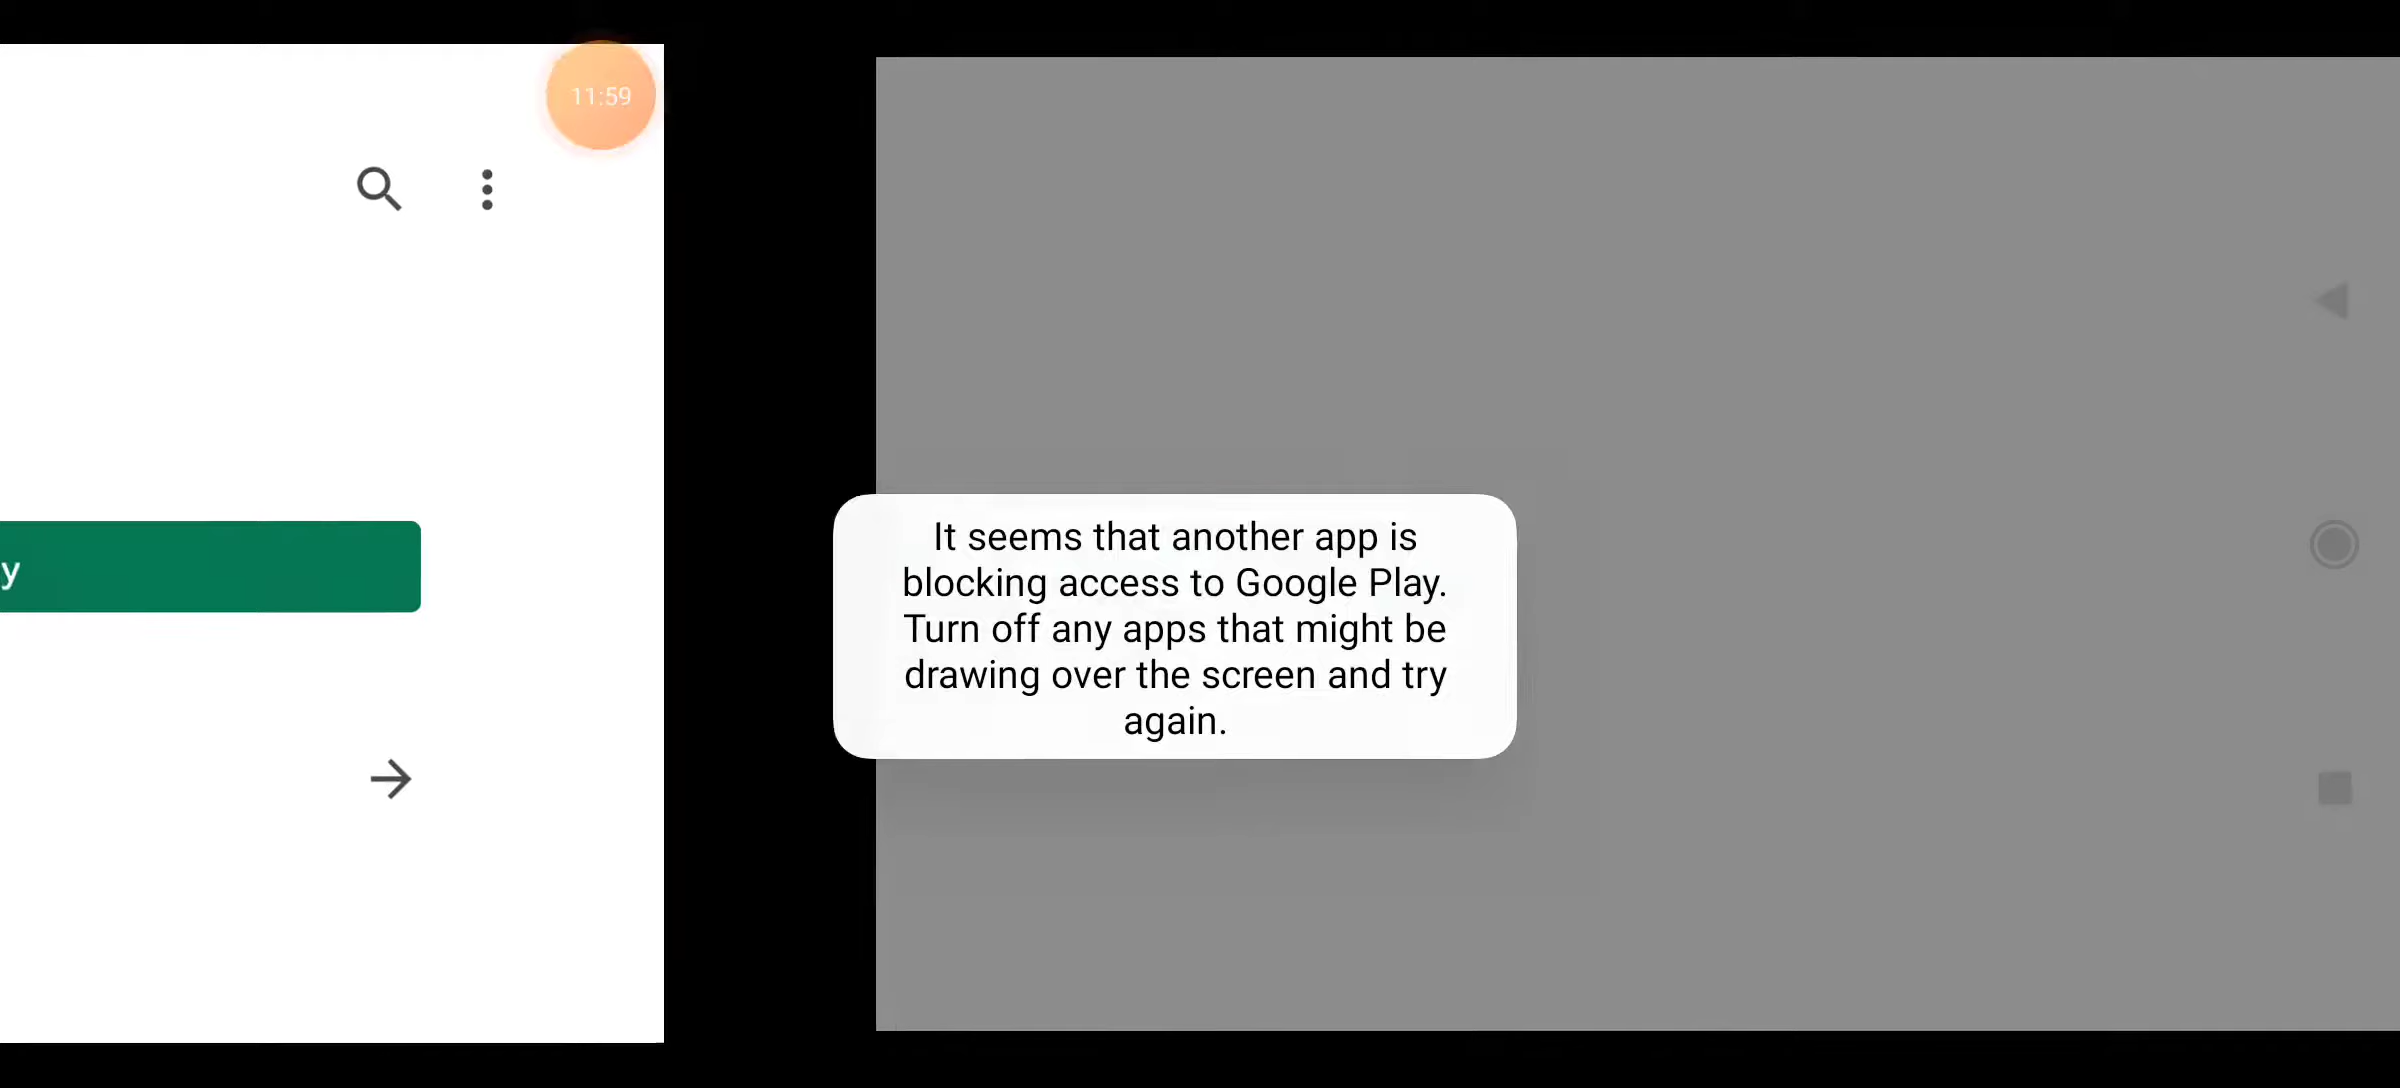 11:59
y
It seems that another app is
blocking access to Google Play.
Turn off any apps that might be
drawing over the screen and try
again.